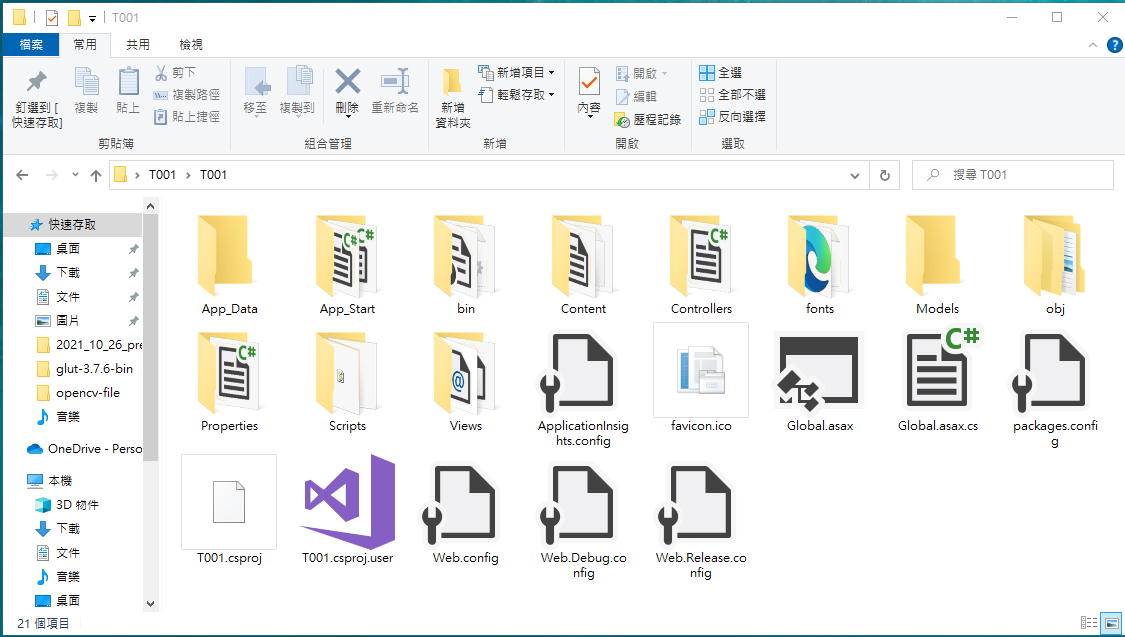 T001
檔案 常用 共用 檢視
釘選到 [
快速存取]
複製
貼上
剪下
複製路徑
貼上捷徑
剪貼簿
移至
複製到
刪除
重新命名
組合管理
新增
資料夾
新增項目
輕鬆存取
新增
內容
開啟
編輯
歷程記錄
開啟
全選
全部不選
反向選擇
選取
T001 › T001
搜尋 T001
快速存取
桌面
下載
文件
圖片
2021_10_26_pre
glut-3.7.6-bin
opencv-file
音樂
OneDrive - Perso
本機
3D 物件
下載
文件
音樂
桌面
App_Data
App_Start
bin
Content
Controllers
fonts
Models
obj
Properties
Scripts
Views
ApplicationInsig
hts.config
favicon.ico
Global.asax
Global.asax.cs
packages.confi
g
T001.csproj
T001.csproj.user
Web.config
Web.Debug.co
nfig
Web.Release.co
nfig
21 個項目